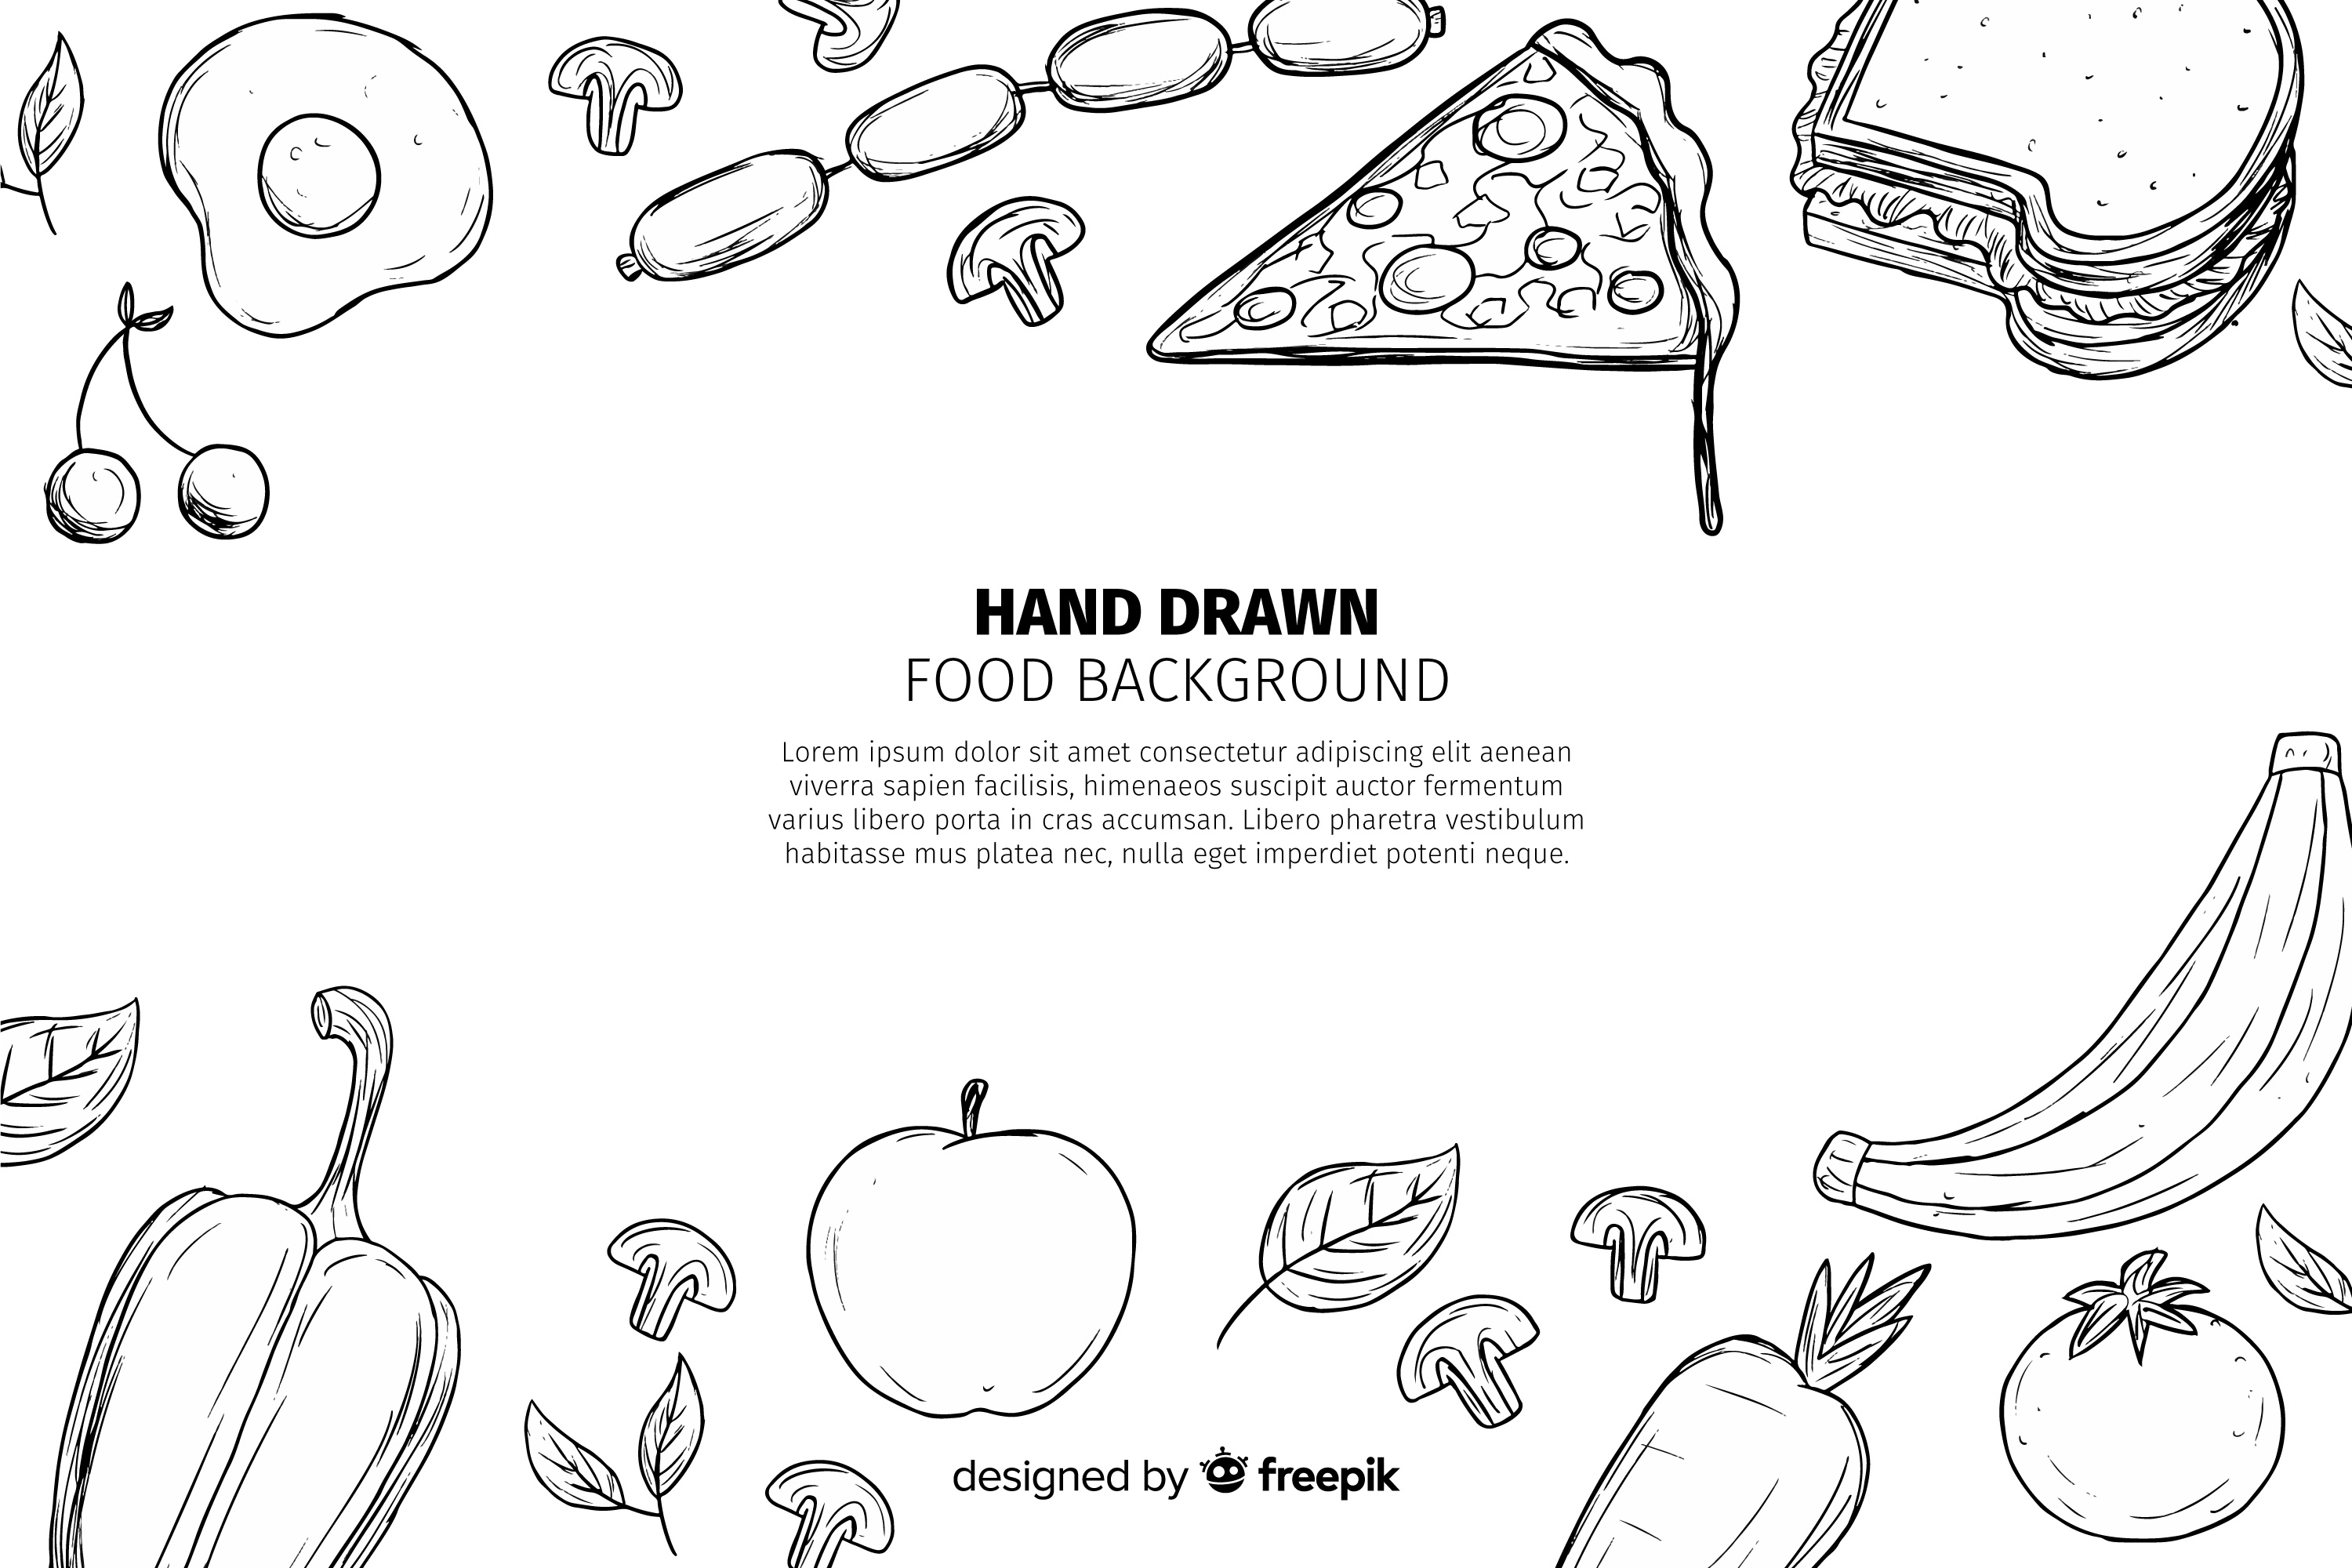 HAND DRAWN
FOOD BACKGROUND
Lorem ipsum dolor sit amet consectetur adipiscing elit aenean
viverra sapien facilisis, himenaeos suscipit auctor fermentum
varius libero porta in cras accumsan. Libero pharetra vestibulum
habitasse mus platea nec, nulla eget imperdiet potenti neque.
designed by freepik